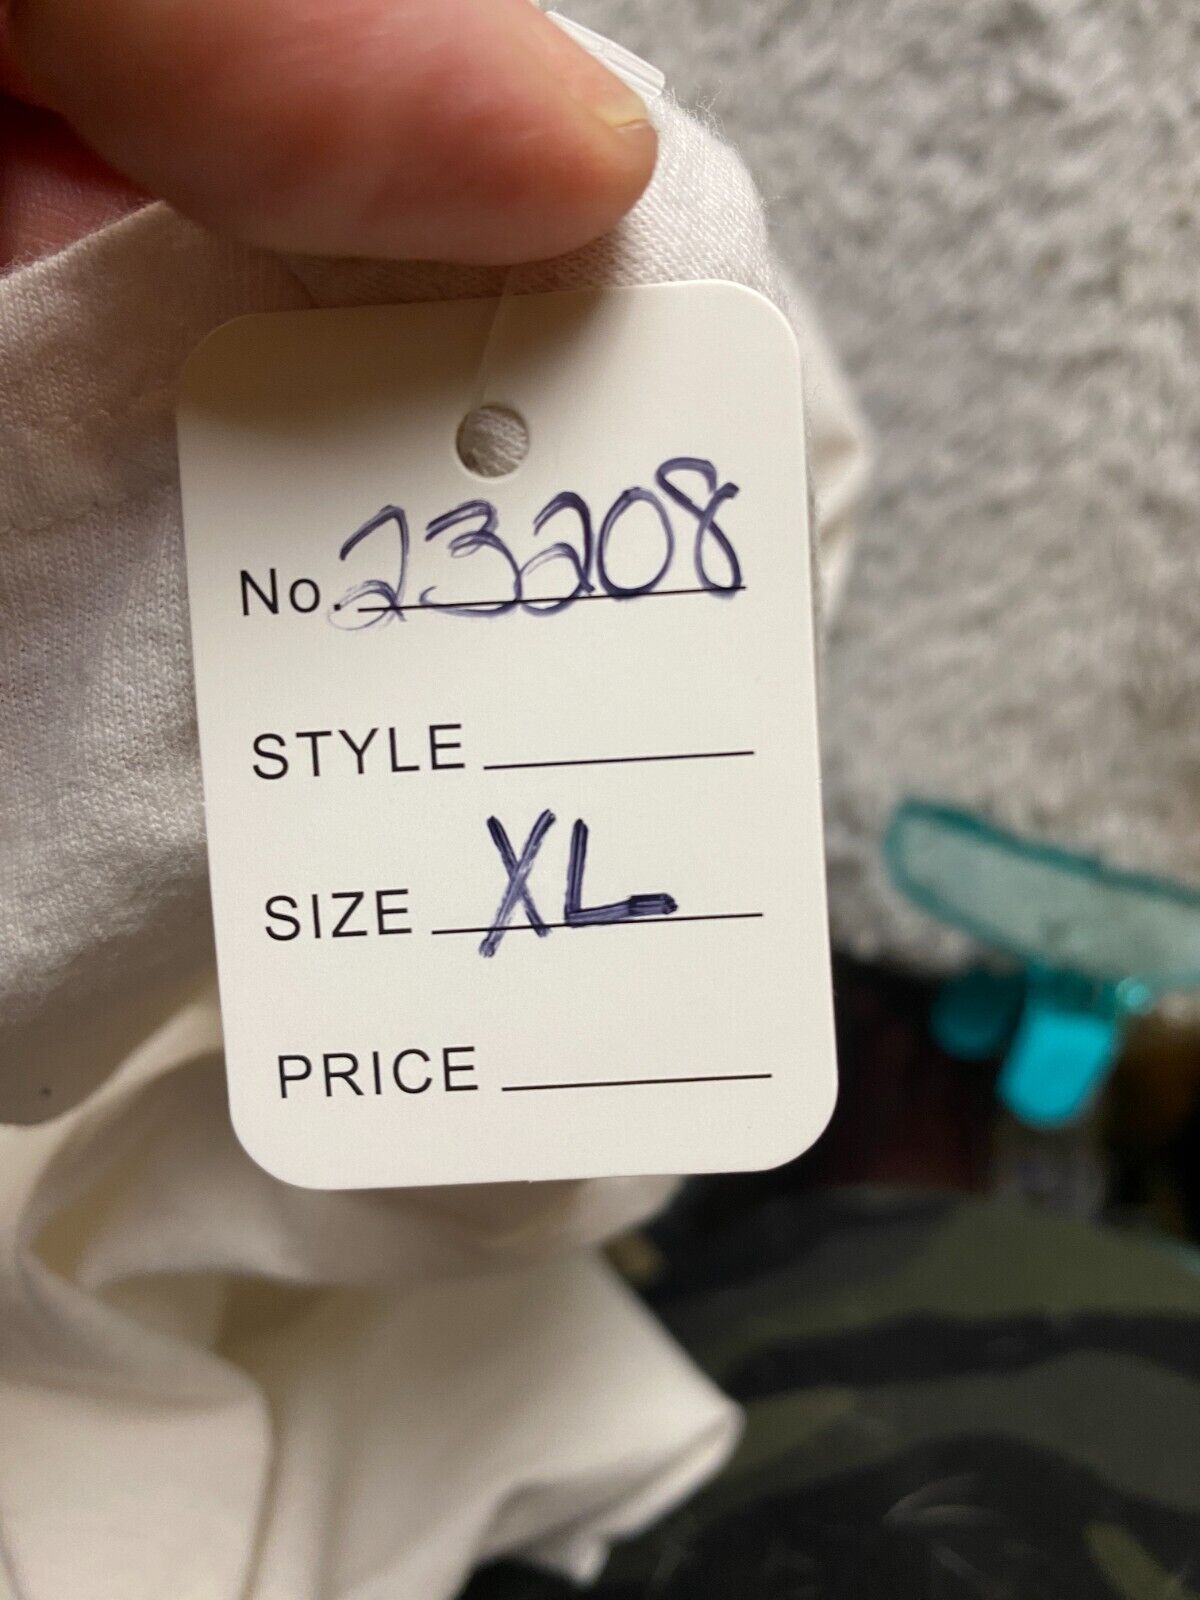 No. 23208
STYLE
SIZE XL
PRICE